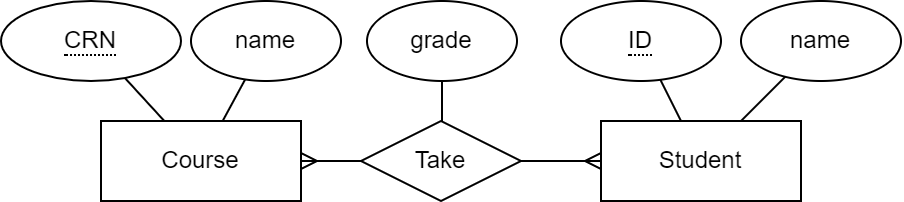 CRN
name
grade
ID
name
Course
Take
Student